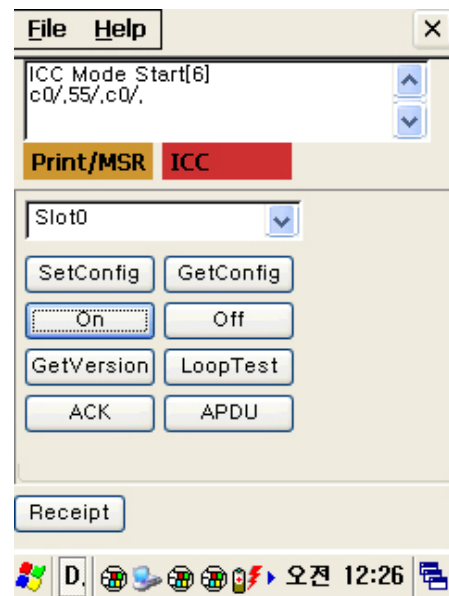 File Help
ICC Mode Start[6]
c0/,55/,c0/,
Print/MSR ICC
Slot0
SetConfig GetConfig
On Off
GetVersion LoopTest
ACK APDU
Receipt
D. 오전 12:26